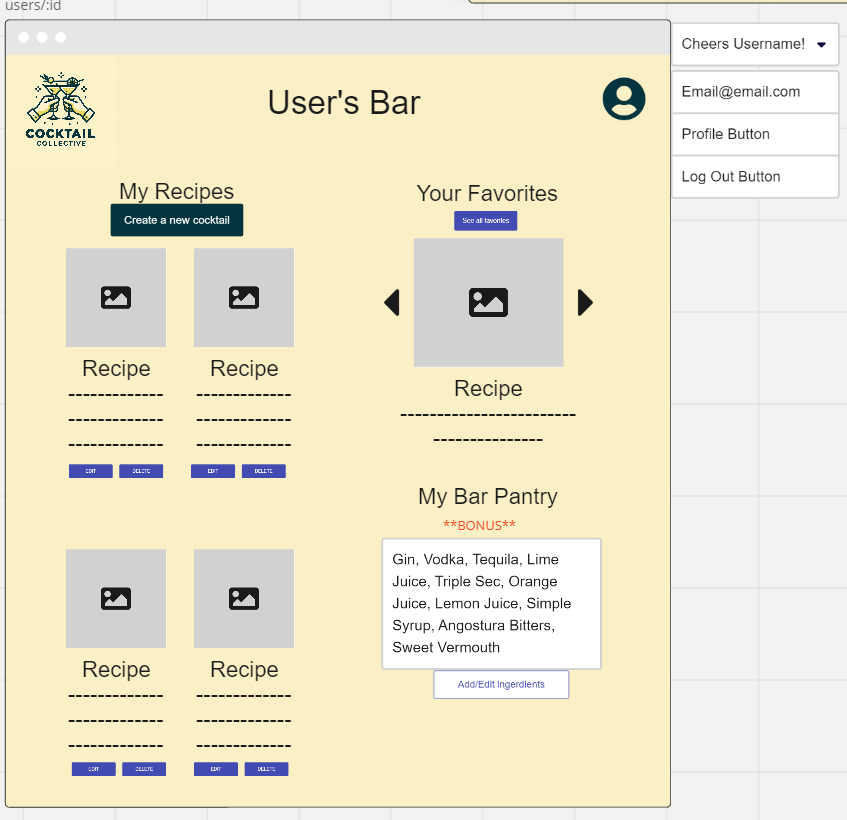 users/:id
Cheers Username!
Email@email.com
Profile Button
Log Out Button
COCKTAIL
COLLECTIVE
User's Bar
My Recipes
Create a new cocktail
Recipe
-------------
-------------
-------------
EDIT DELETE
Recipe
-------------
-------------
-------------
EDIT DELETE
Recipe
-------------
-------------
-------------
EDIT DELETE
Recipe
-------------
-------------
-------------
EDIT DELETE
Your Favorites
See all favorites
Recipe
------------------------
---------------
My Bar Pantry
**BONUS**
Gin, Vodka, Tequila, Lime
Juice, Triple Sec, Orange
Juice, Lemon Juice, Simple
Syrup, Angostura Bitters,
Sweet Vermouth
Add/Edit ingerdients